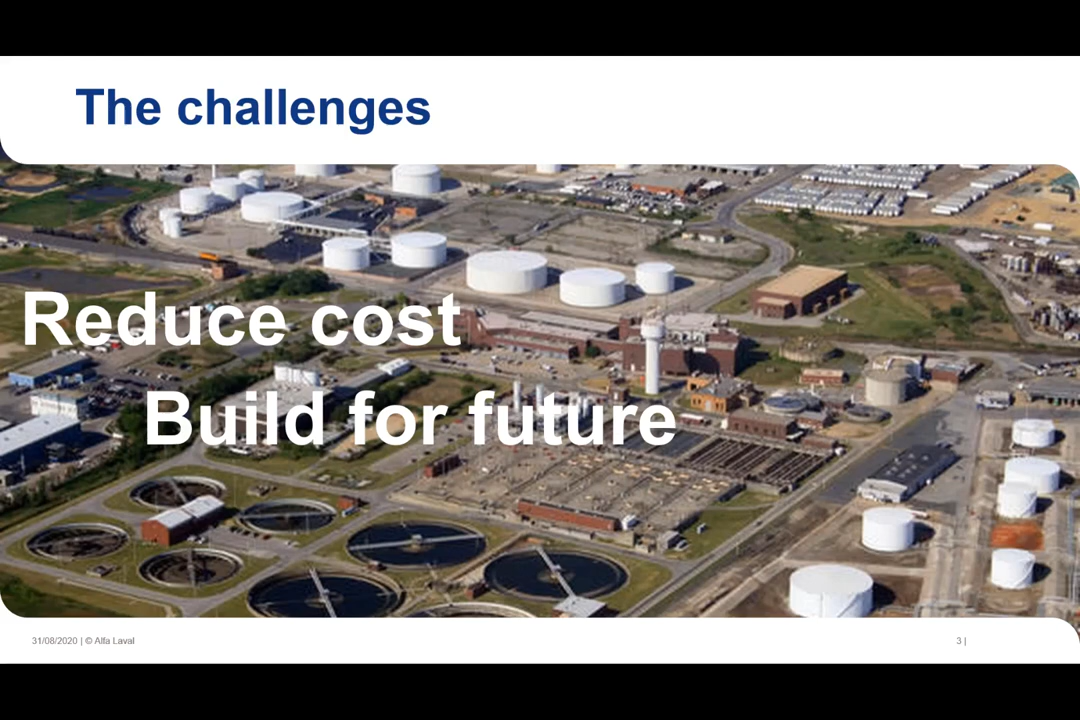 The challenges
Reduce cost
Build for future
31/08/2020 | © Alfa Laval
3 |